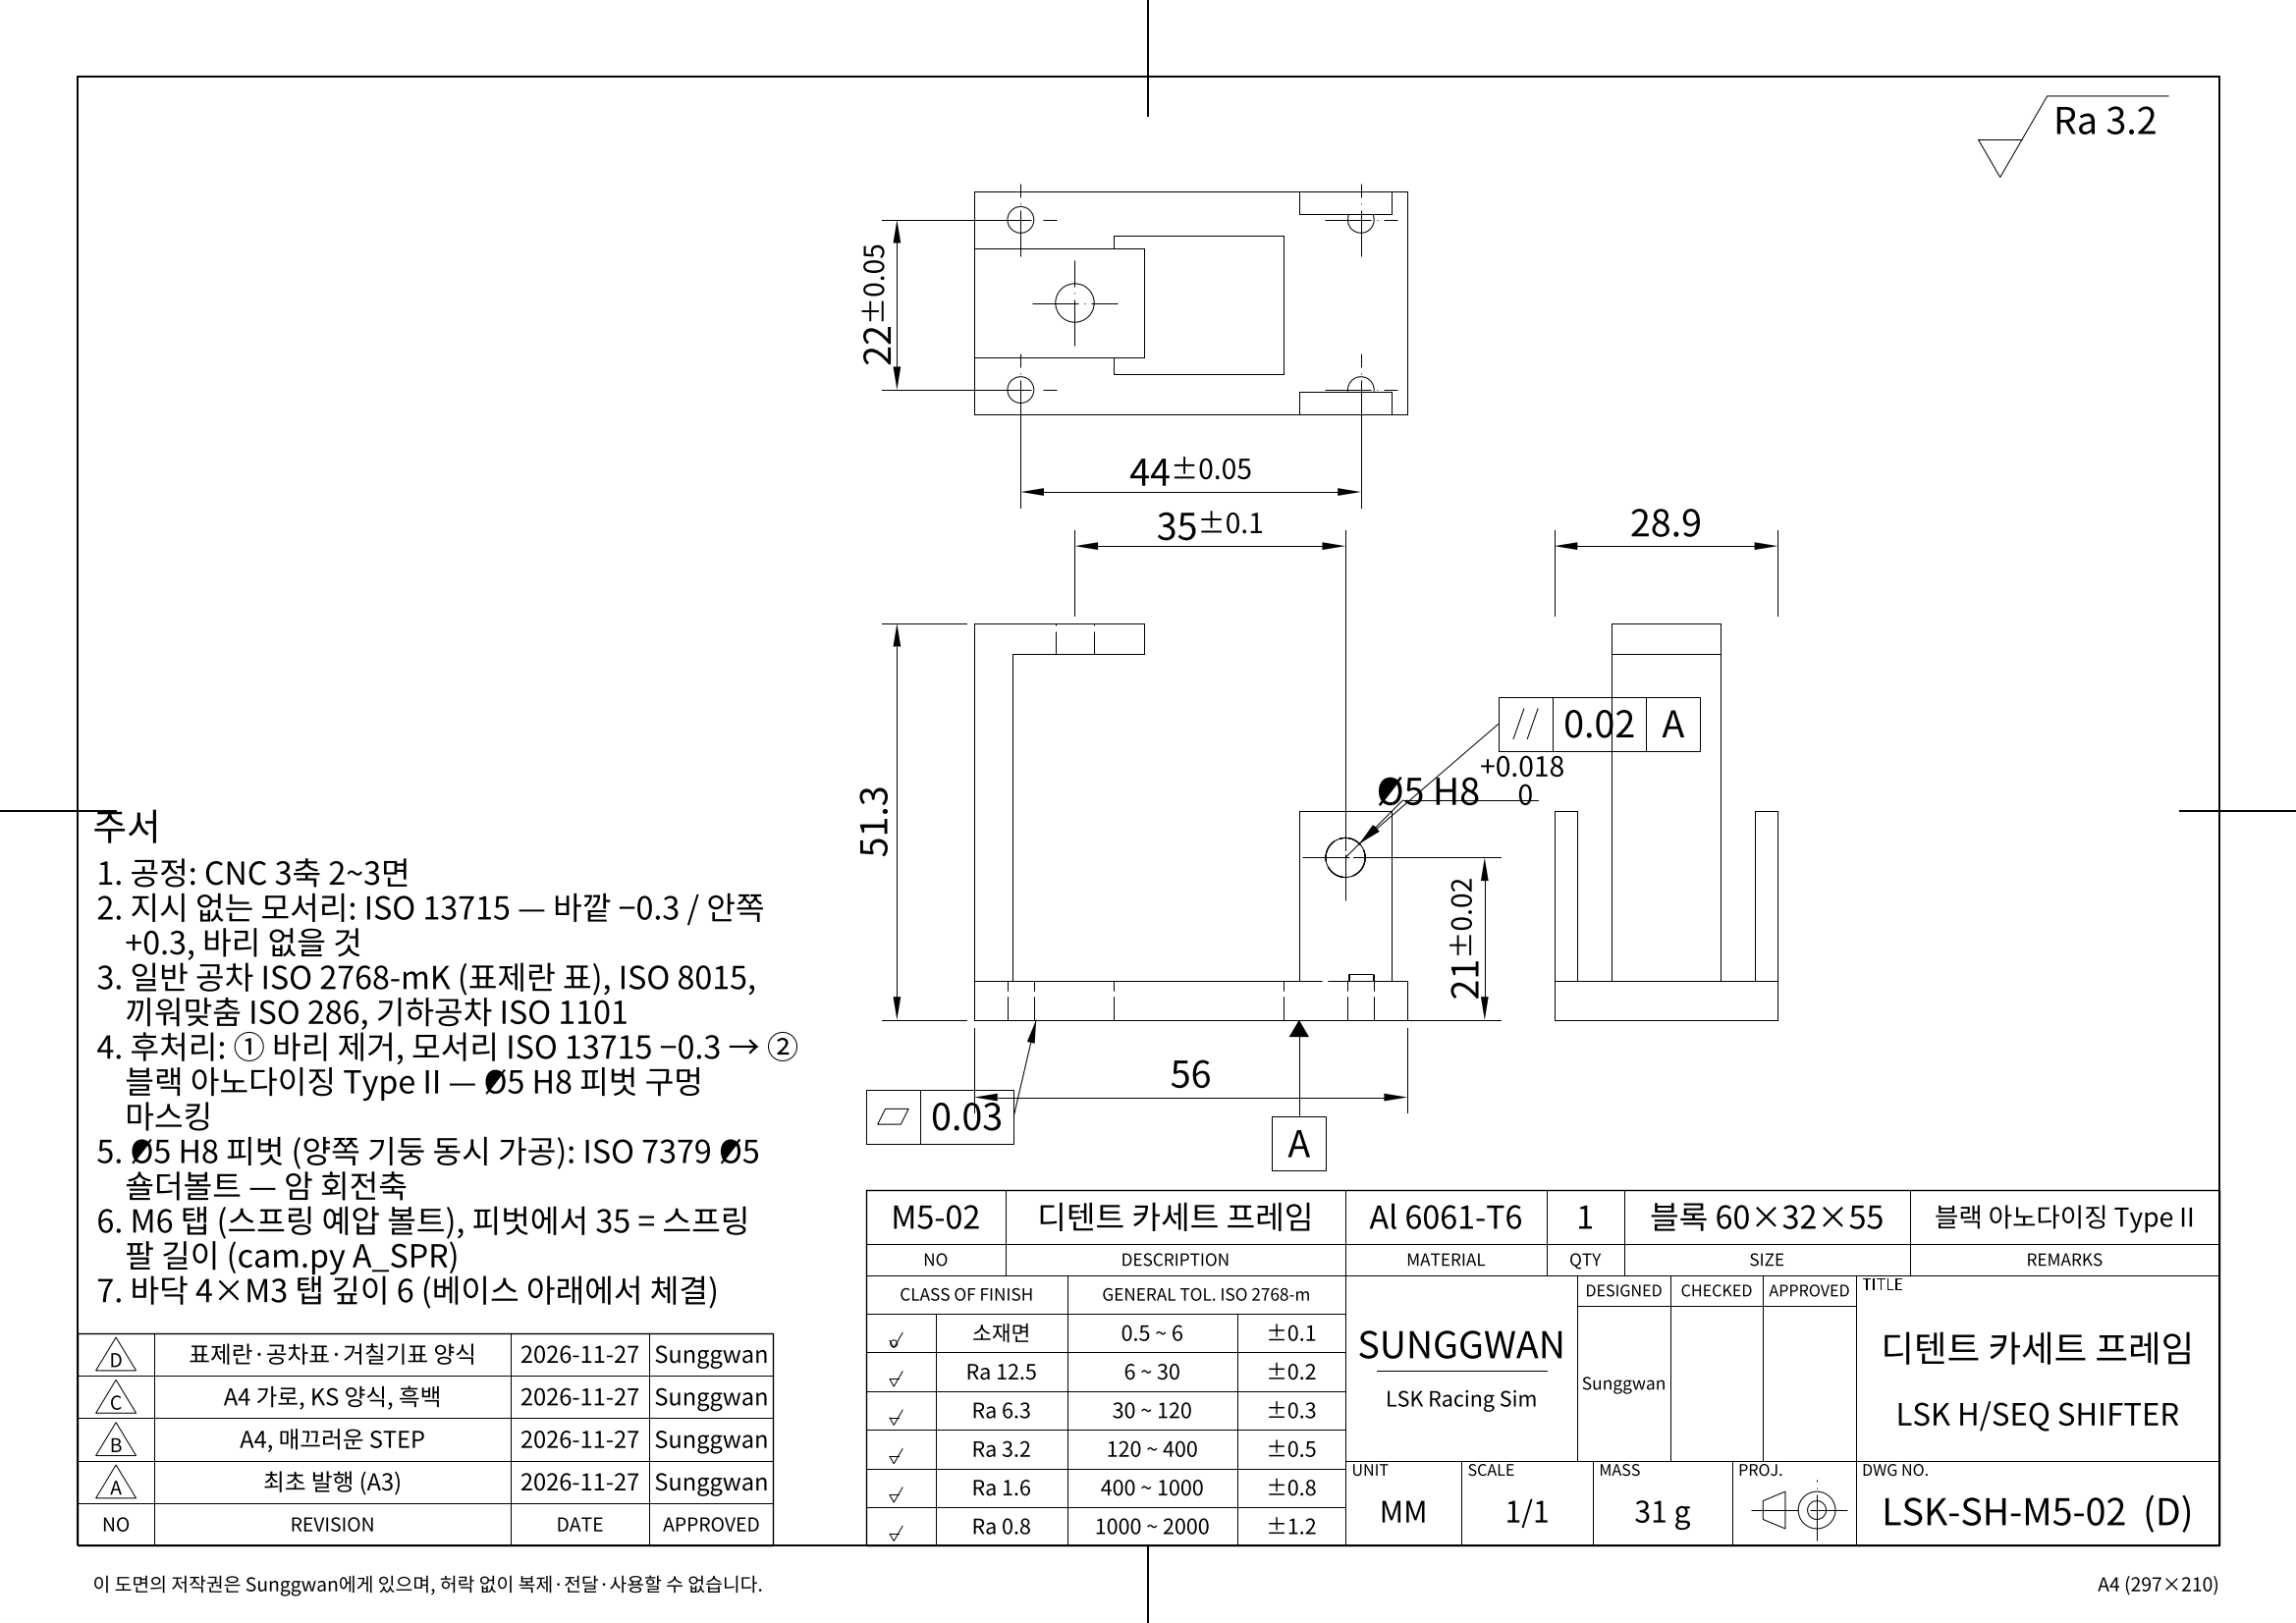 Ra 3.2
22±0.05
44±0.05
35±0.1
28.9
51.3
// 0.02 A
Ø5 H8 +0.018 0
21±0.02
56
0.03
A
주서
1. 공정: CNC 3축 2~3면
2. 지시 없는 모서리: ISO 13715 — 바깥 −0.3 / 안쪽
+0.3, 바리 없을 것
3. 일반 공차 ISO 2768-mK (표제란 표), ISO 8015,
끼워맞춤 ISO 286, 기하공차 ISO 1101
4. 후처리: ① 바리 제거, 모서리 ISO 13715 −0.3 → ②
블랙 아노다이징 Type II — Ø5 H8 피벗 구멍
마스킹
5. Ø5 H8 피벗 (양쪽 기둥 동시 가공): ISO 7379 Ø5
숄더볼트 — 암 회전축
6. M6 탭 (스프링 예압 볼트), 피벗에서 35 = 스프링
팔 길이 (cam.py A_SPR)
7. 바닥 4×M3 탭 깊이 6 (베이스 아래에서 체결)
D 표제란·공차표·거칠기표 양식 2026-11-27 Sunggwan
C A4 가로, KS 양식, 흑백 2026-11-27 Sunggwan
B A4, 매끄러운 STEP 2026-11-27 Sunggwan
A 최초 발행 (A3) 2026-11-27 Sunggwan
NO REVISION DATE APPROVED
M5-02 디텐트 카세트 프레임 Al 6061-T6 1 블록 60×32×55 블랙 아노다이징 Type II
NO DESCRIPTION MATERIAL QTY SIZE REMARKS
CLASS OF FINISH GENERAL TOL. ISO 2768-m
소재면 0.5 ~ 6 ±0.1
Ra 12.5 6 ~ 30 ±0.2
Ra 6.3 30 ~ 120 ±0.3
Ra 3.2 120 ~ 400 ±0.5
Ra 1.6 400 ~ 1000 ±0.8
Ra 0.8 1000 ~ 2000 ±1.2
SUNGGWAN
LSK Racing Sim
DESIGNED CHECKED APPROVED
Sunggwan
TITLE
디텐트 카세트 프레임
LSK H/SEQ SHIFTER
UNIT SCALE MASS PROJ. DWG NO.
MM 1/1 31 g LSK-SH-M5-02 (D)
이 도면의 저작권은 Sunggwan에게 있으며, 허락 없이 복제·전달·사용할 수 없습니다.
A4 (297×210)